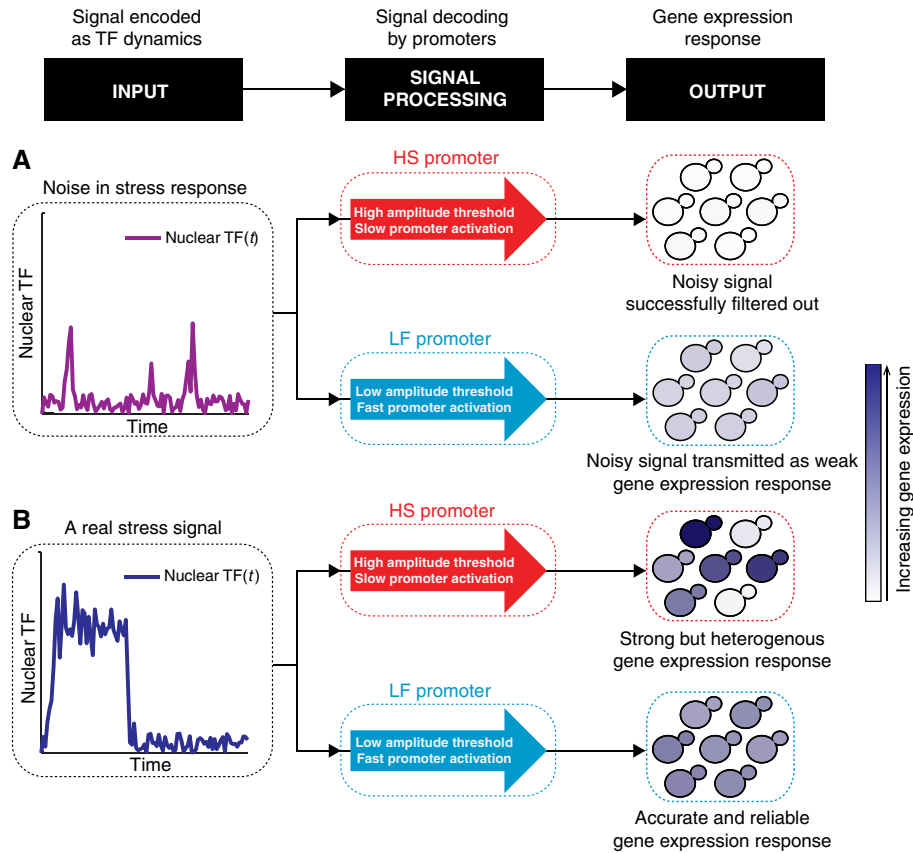 Signal encoded
as TF dynamics
Signal decoding
by promoters
Gene expression
response
INPUT
SIGNAL
PROCESSING
OUTPUT
A
Noise in stress response
Nuclear TF(t)
Nuclear TF
Time
HS promoter
High amplitude threshold
Slow promoter activation
Noisy signal
successfully filtered out
LF promoter
Low amplitude threshold
Fast promoter activation
Noisy signal transmitted as weak
gene expression response
Increasing gene expression
B
A real stress signal
Nuclear TF(t)
Nuclear TF
Time
HS promoter
High amplitude threshold
Slow promoter activation
Strong but heterogenous
gene expression response
LF promoter
Low amplitude threshold
Fast promoter activation
Accurate and reliable
gene expression response